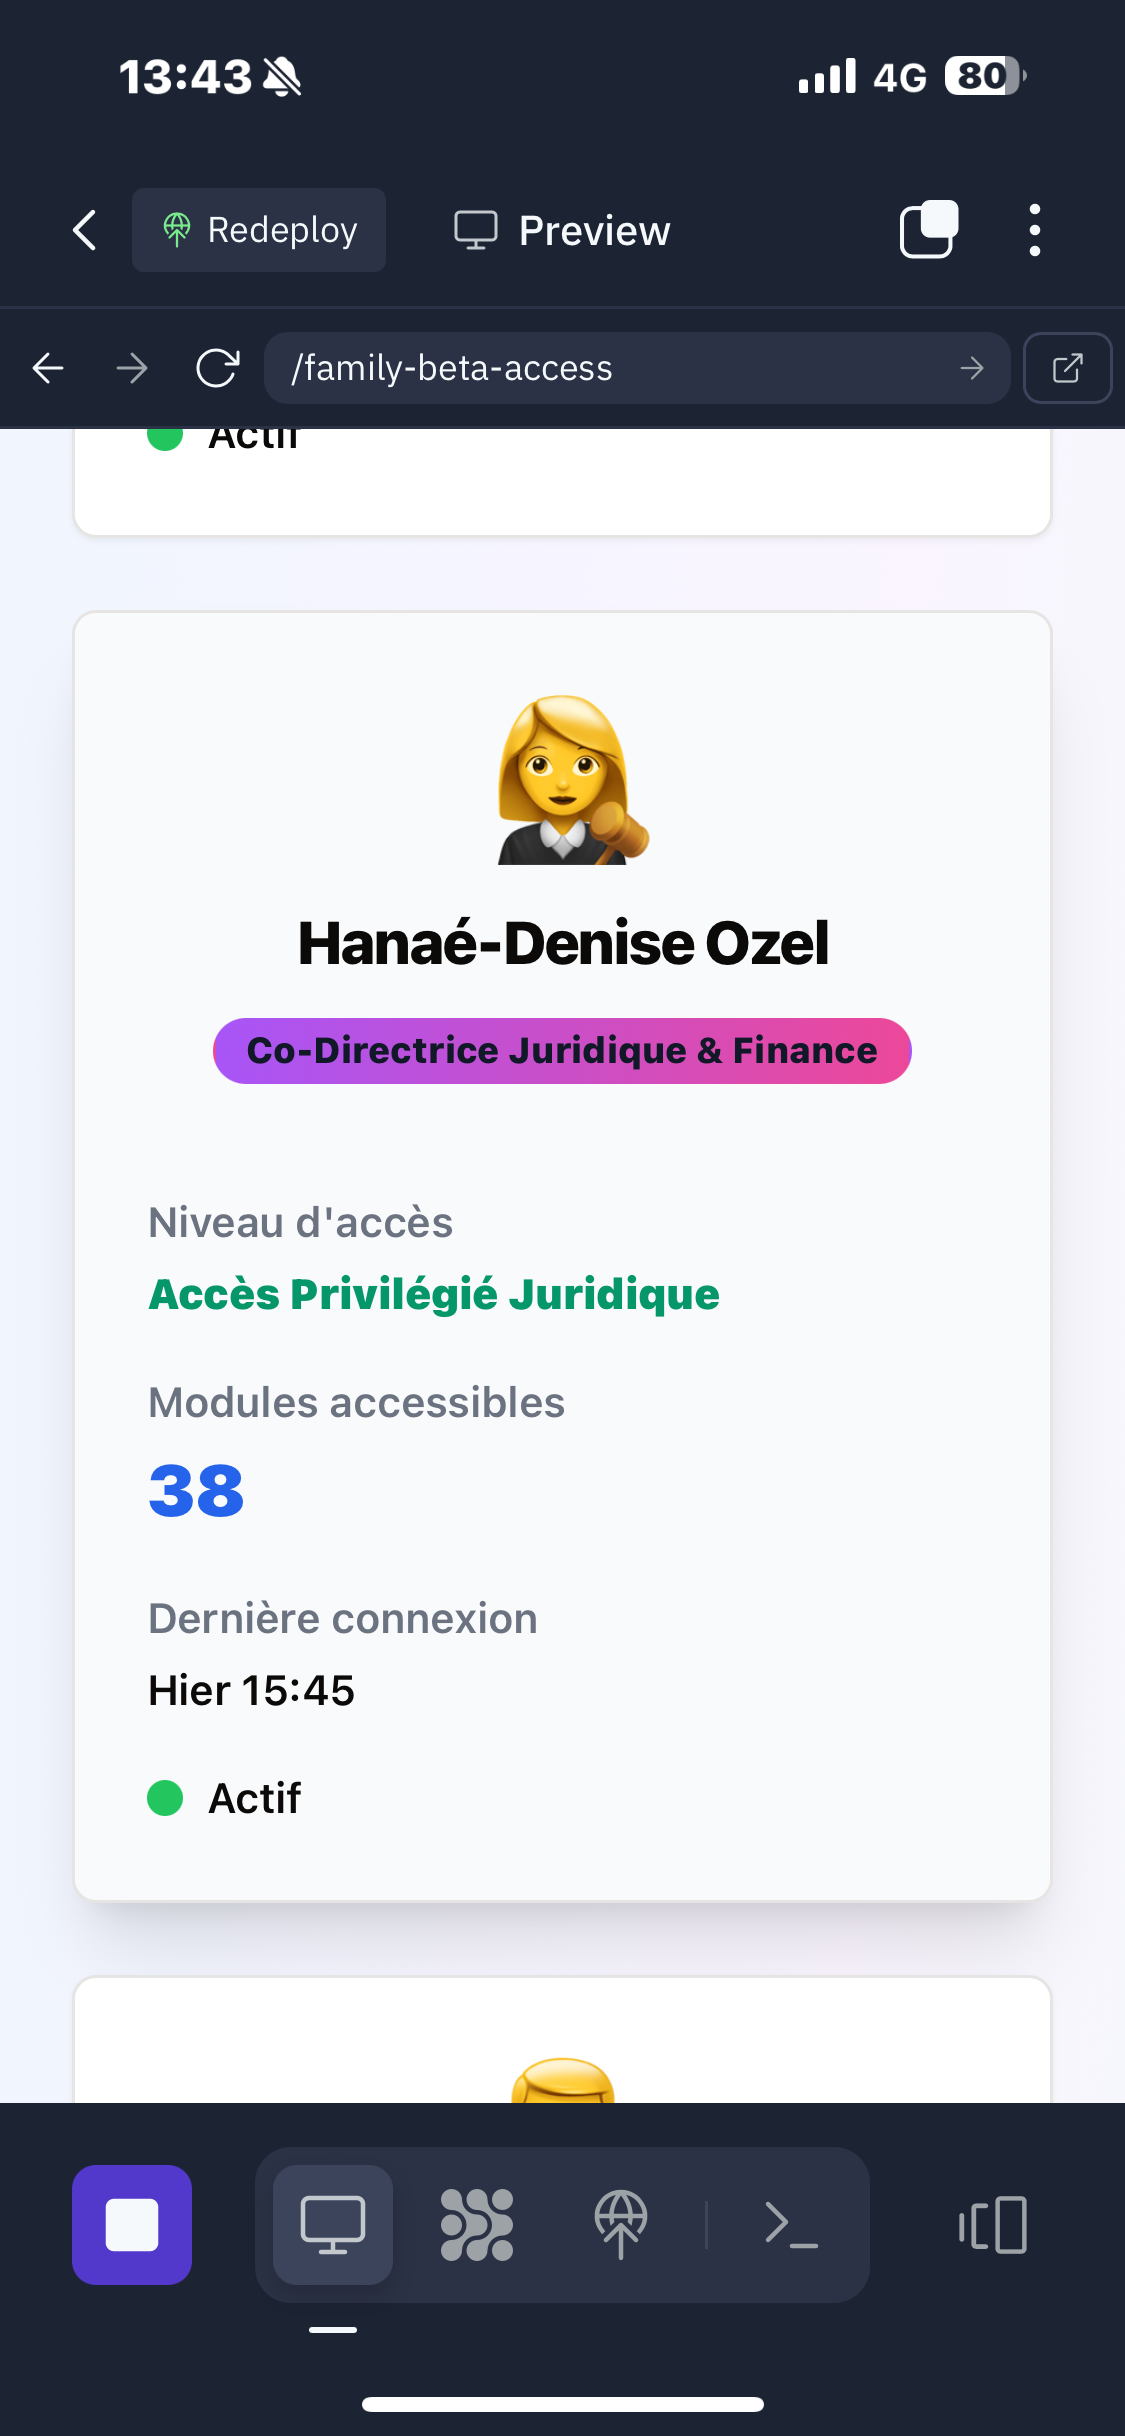 13:43
4G
80
Redeploy
Preview
/family-beta-access
Actif
Hanaé-Denise Ozel
Co-Directrice Juridique & Finance
Niveau d'accès
Accès Privilégié Juridique
Modules accessibles
38
Dernière connexion
Hier 15:45
Actif